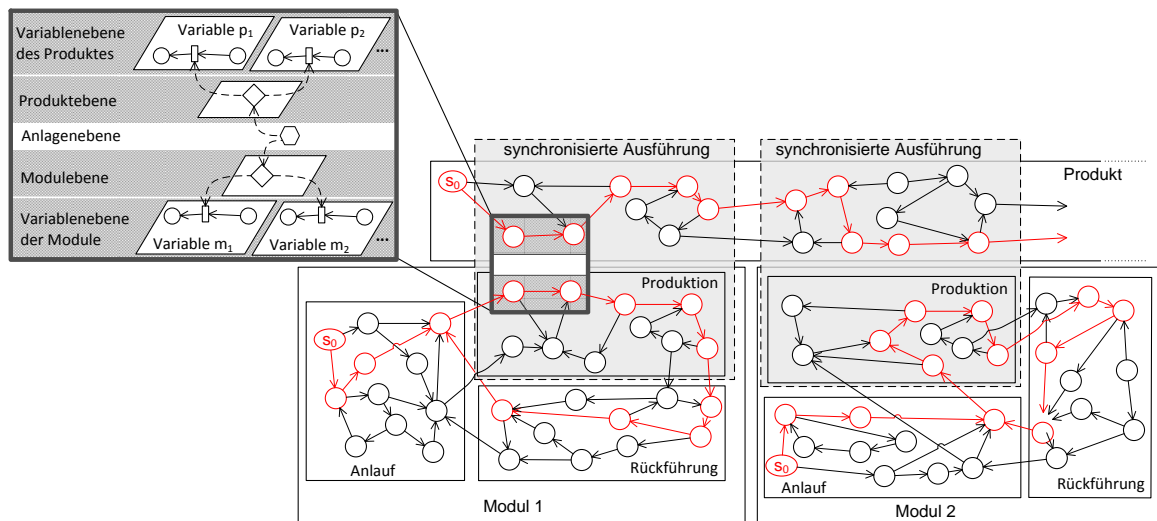 Variablenebene
des Produktes
Variable p1
Variable p2
...
Produktebene
Anlagenebene
Modulebene
Variablenebene
der Module
Variable m1
Variable m2
...
synchronisierte Ausführung
synchronisierte Ausführung
Produkt
S0
Produktion
Produktion
S0
S0
Anlauf
Rückführung
Anlauf
Rückführung
Modul 1
Modul 2